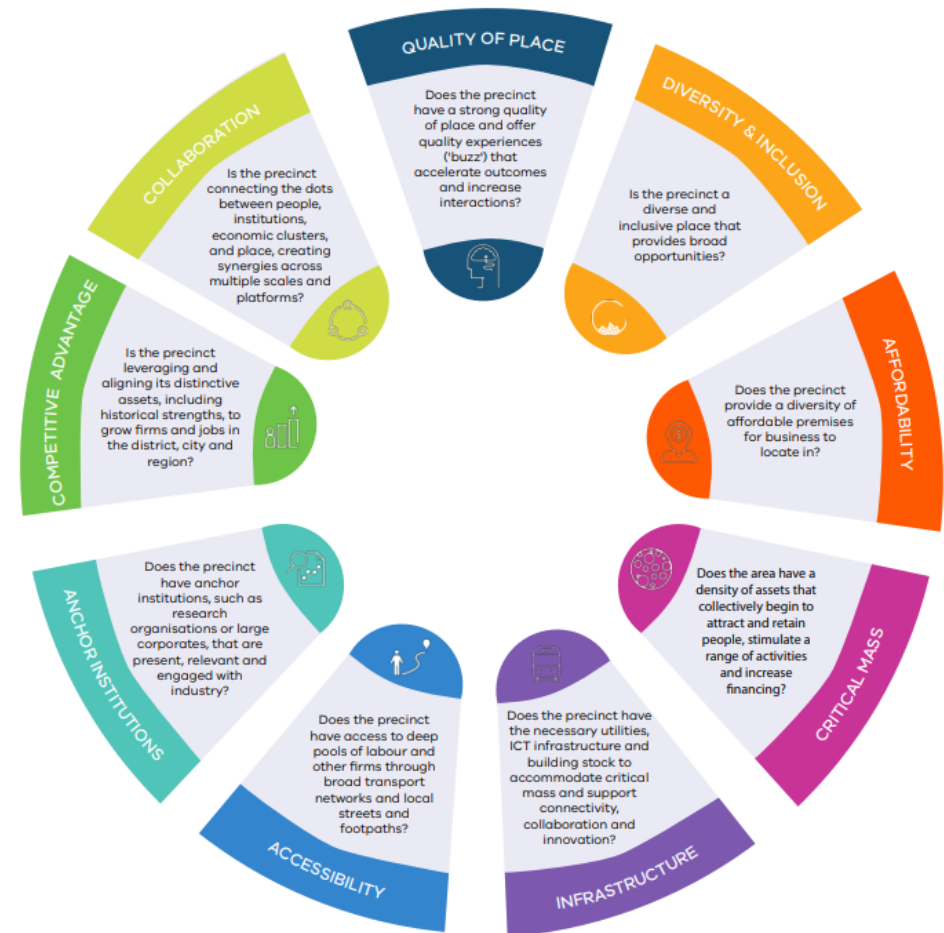 QUALITY OF PLACE
Does the precinct
have a strong quality
of place and offer
quality experiences
('buzz') that
accelerate outcomes
and increase
interactions?
DIVERSITY & INCLUSION
Is the precinct a
diverse and
inclusive place that
provides broad
opportunities?
AFFORDABILITY
Does the precinct
provide a diversity of
affordable premises
for business to
locate in?
CRITICAL MASS
Does the area have a
density of assets that
collectively begin to
attract and retain
people, stimulate a
range of activities
and increase
financing?
INFRASTRUCTURE
Does the precinct have
the necessary utilities,
ICT infrastructure and
building stock to
accommodate critical
mass and support
connectivity,
collaboration and
innovation?
ACCESSIBILITY
Does the precinct
have access to deep
pools of labour and
other firms through
broad transport
networks and local
streets and
footpaths?
ANCHOR INSTITUTIONS
Does the precinct
have anchor
institutions, such as
research
organisations or large
corporates, that are
present, relevant and
engaged with
industry?
COMPETITIVE ADVANTAGE
Is the precinct
leveraging and
aligning its distinctive
assets, including
historical strengths, to
grow firms and jobs in
the district, city and
region?
COLLABORATION
Is the precinct
connecting the dots
between people,
institutions,
economic clusters,
and place, creating
synergies across
multiple scales and
platforms?
$